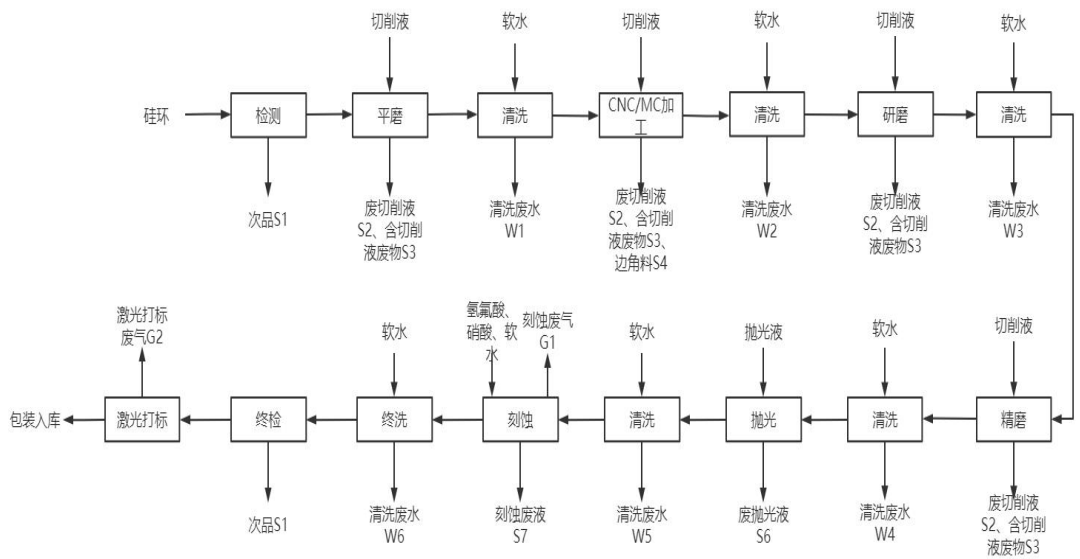 切削液
软水
切削液
软水
切削液
软水
硅环
检测
平磨
清洗
CNC/MC加
工
清洗
研磨
清洗
次品S1
废切削液
S2、含切削
液废物S3
清洗废水
W1
废切削液
S2、含切削
液废物S3、
边角料S4
清洗废水
W2
废切削液
S2、含切削
液废物S3
清洗废水
W3
激光打标
废气G2
软水
氢氟酸、
硝酸、软
水
刻蚀废气
G1
软水
抛光液
软水
切削液
包装入库
激光打标
终检
终洗
刻蚀
清洗
抛光
清洗
精磨
次品S1
清洗废水
W6
刻蚀废液
S7
清洗废水
W5
废抛光液
S6
清洗废水
W4
废切削液
S2、含切削
液废物S3